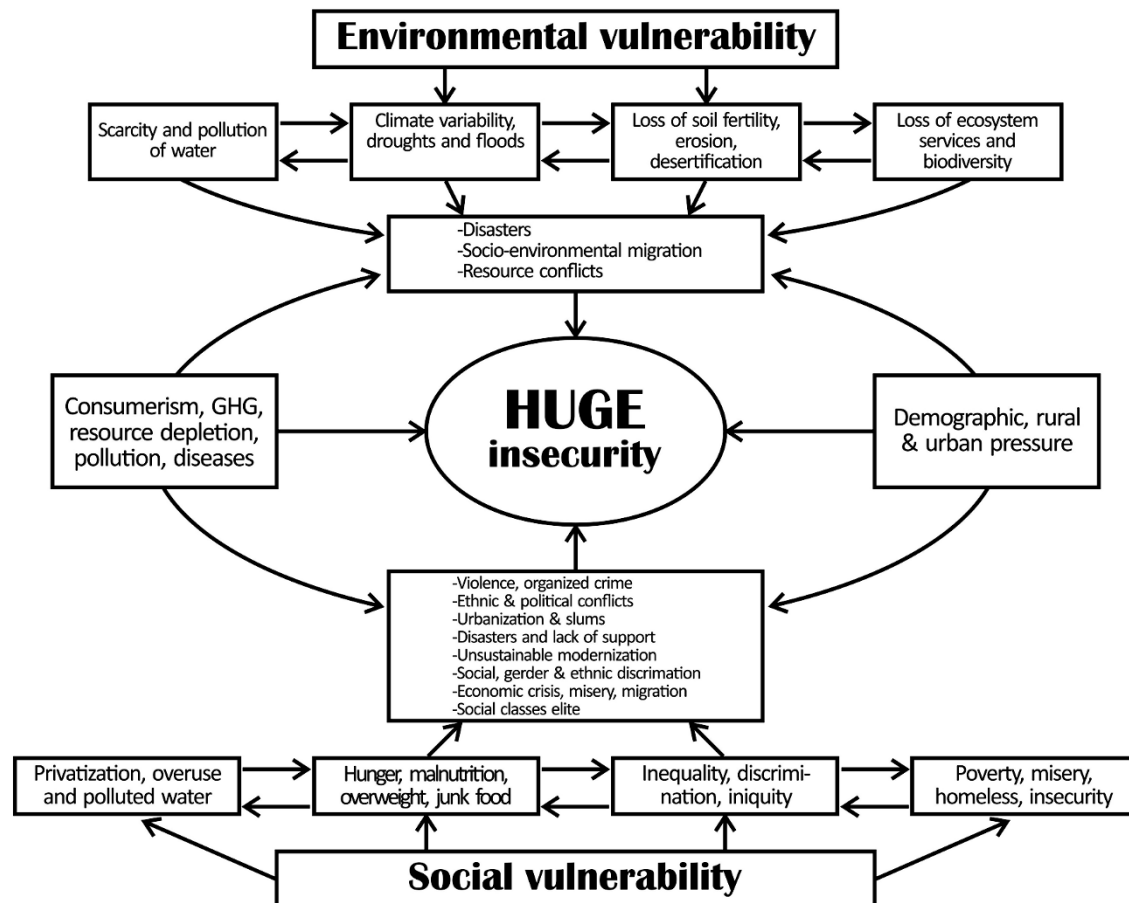 Environmental vulnerability
Scarcity and pollution
of water
Climate variability,
droughts and floods
Loss of soil fertility,
erosion,
desertification
Loss of ecosystem
services and
biodiversity
-Disasters
-Socio-environmental migration
-Resource conflicts
Consumerism, GHG,
resource depletion,
pollution, diseases
HUGE
insecurity
Demographic, rural
& urban pressure
-Violence, organized crime
-Ethnic & political conflicts
-Urbanization & slums
-Disasters and lack of support
-Unsustainable modernization
-Social, gerder & ethnic discrimation
-Economic crisis, misery, migration
-Social classes elite
Privatization, overuse
and polluted water
Hunger, malnutrition,
overweight, junk food
Inequality, discrimi-
nation, iniquity
Poverty, misery,
homeless, insecurity
Social vulnerability